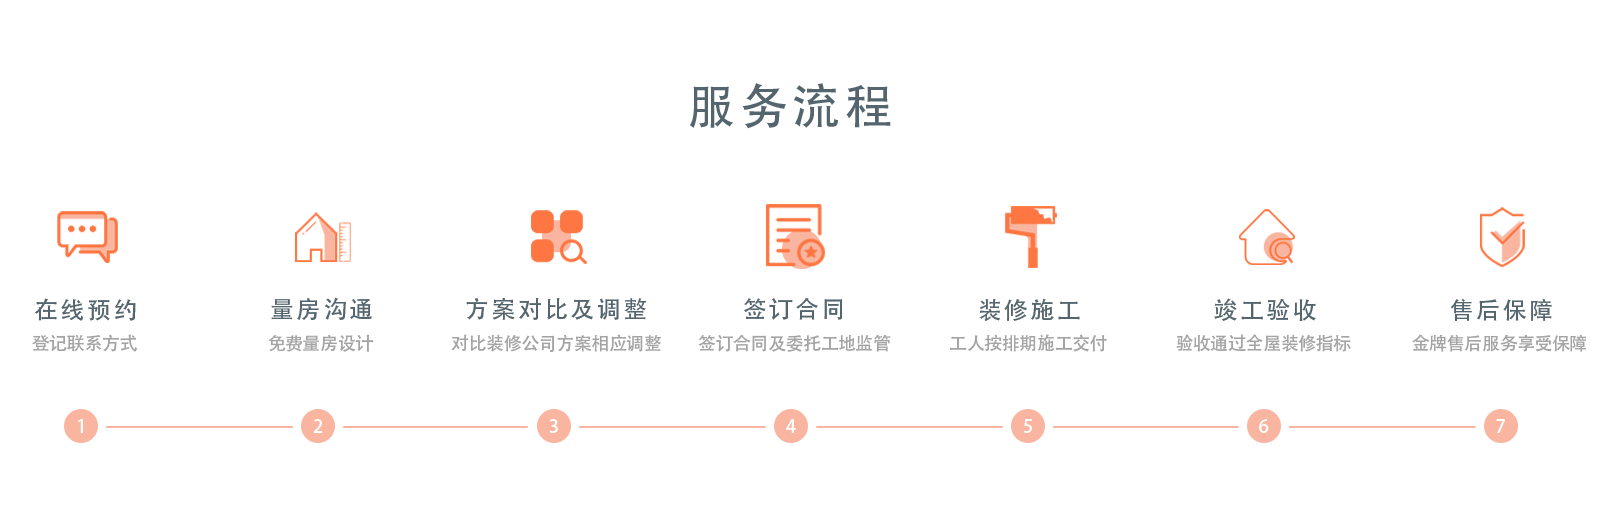 服务流程
在线预约
登记联系方式
量房沟通
免费量房设计
方案对比及调整
对比装修公司方案相应调整
签订合同
签订合同及委托工地监管
装修施工
工人按排期施工交付
竣工验收
验收通过全屋装修指标
售后保障
金牌售后服务享受保障
1
2
3
4
5
6
7